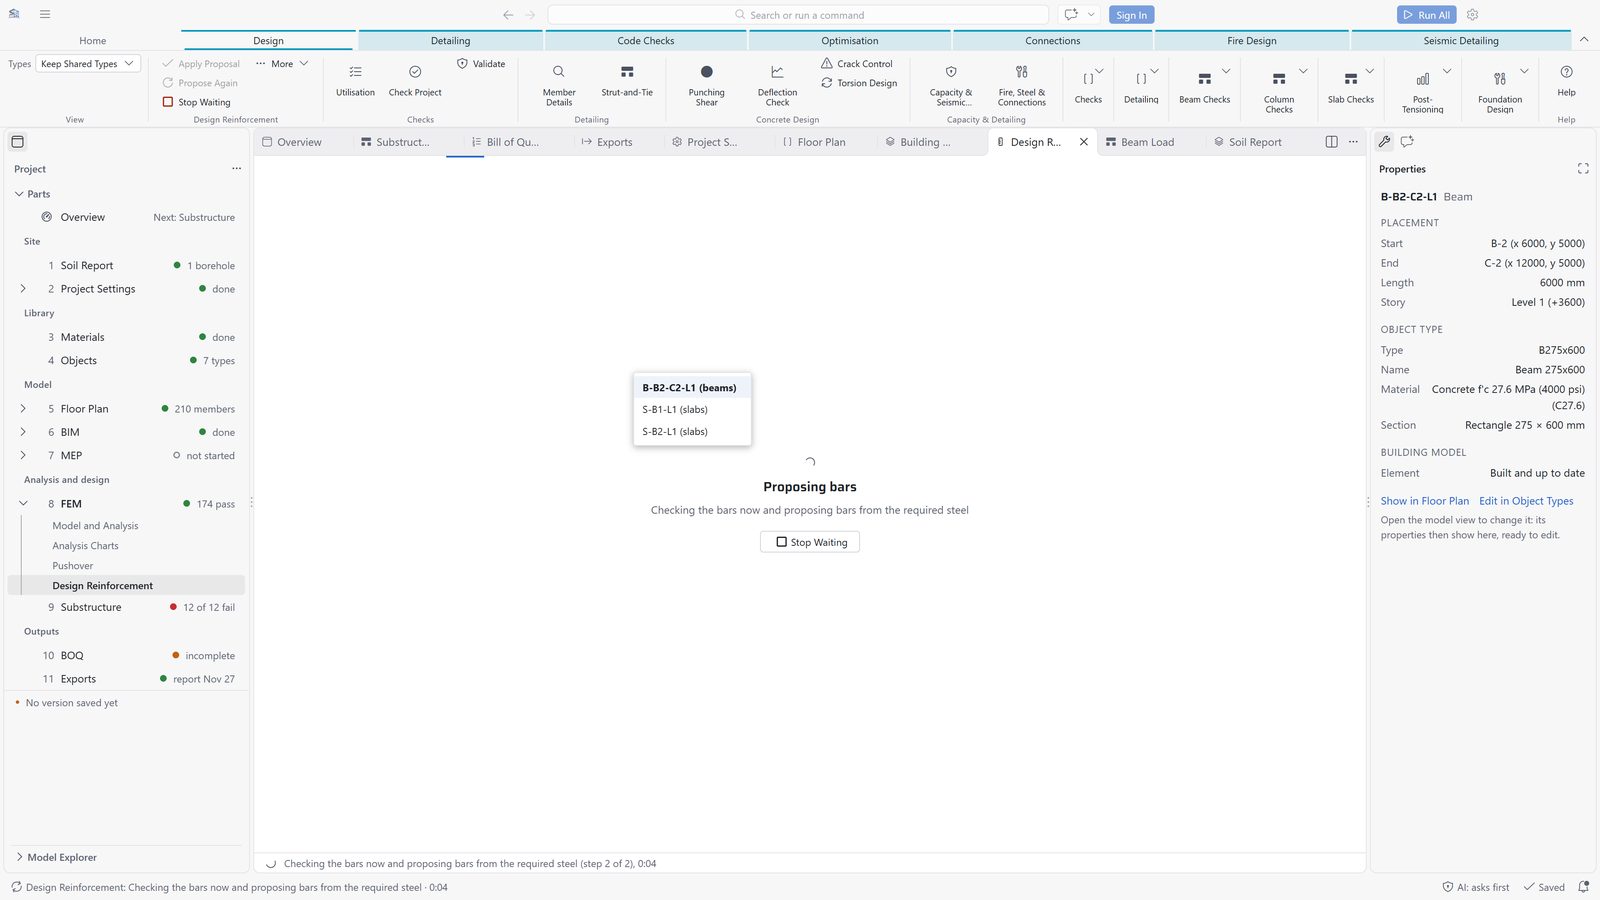 Search or run a command
Sign In
Run All
Home
Design
Detailing
Code Checks
Optimisation
Connections
Fire Design
Seismic Detailing
Types
Keep Shared Types
View
Apply Proposal
Propose Again
Stop Waiting
More
Design Reinforcement
Utilisation
Check Project
Validate
Checks
Member Details
Strut-and-Tie
Detailing
Punching Shear
Deflection Check
Crack Control
Torsion Design
Concrete Design
Capacity & Seismic...
Fire, Steel & Connections
Capacity & Detailing
Checks
Detailing
Beam Checks
Column Checks
Slab Checks
Post-Tensioning
Foundation Design
Help
Help
Overview
Substruct...
Bill of Qu...
Exports
Project S...
Floor Plan
Building ...
Design R...
Beam Load
Soil Report
Project
Parts
Overview Next: Substructure
Site
1 Soil Report 1 borehole
2 Project Settings done
Library
3 Materials done
4 Objects 7 types
Model
5 Floor Plan 210 members
6 BIM done
7 MEP not started
Analysis and design
8 FEM 174 pass
Model and Analysis
Analysis Charts
Pushover
Design Reinforcement
9 Substructure 12 of 12 fail
Outputs
10 BOQ incomplete
11 Exports report Nov 27
No version saved yet
Model Explorer
B-B2-C2-L1 (beams)
S-B1-L1 (slabs)
S-B2-L1 (slabs)
Proposing bars
Checking the bars now and proposing bars from the required steel
Stop Waiting
Checking the bars now and proposing bars from the required steel (step 2 of 2), 0:04
Properties
B-B2-C2-L1 Beam
PLACEMENT
Start B-2 (x 6000, y 5000)
End C-2 (x 12000, y 5000)
Length 6000 mm
Story Level 1 (+3600)
OBJECT TYPE
Type B275x600
Name Beam 275x600
Material Concrete f'c 27.6 MPa (4000 psi)
(C27.6)
Section Rectangle 275 × 600 mm
BUILDING MODEL
Element Built and up to date
Show in Floor Plan Edit in Object Types
Open the model view to change it: its
properties then show here, ready to edit.
Design Reinforcement: Checking the bars now and proposing bars from the required steel · 0:04
AI: asks first
Saved